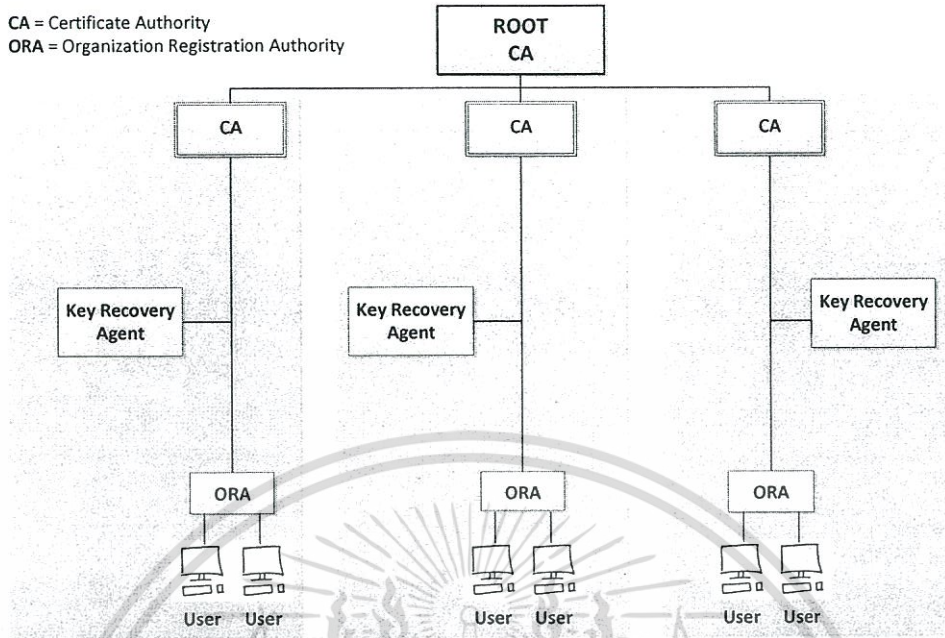 CA = Certificate Authority
ORA = Organization Registration Authority
ROOT
CA
CA
CA
CA
Key Recovery
Agent
Key Recovery
Agent
Key Recovery
Agent
ORA
ORA
ORA
User
User
User
User
User
User